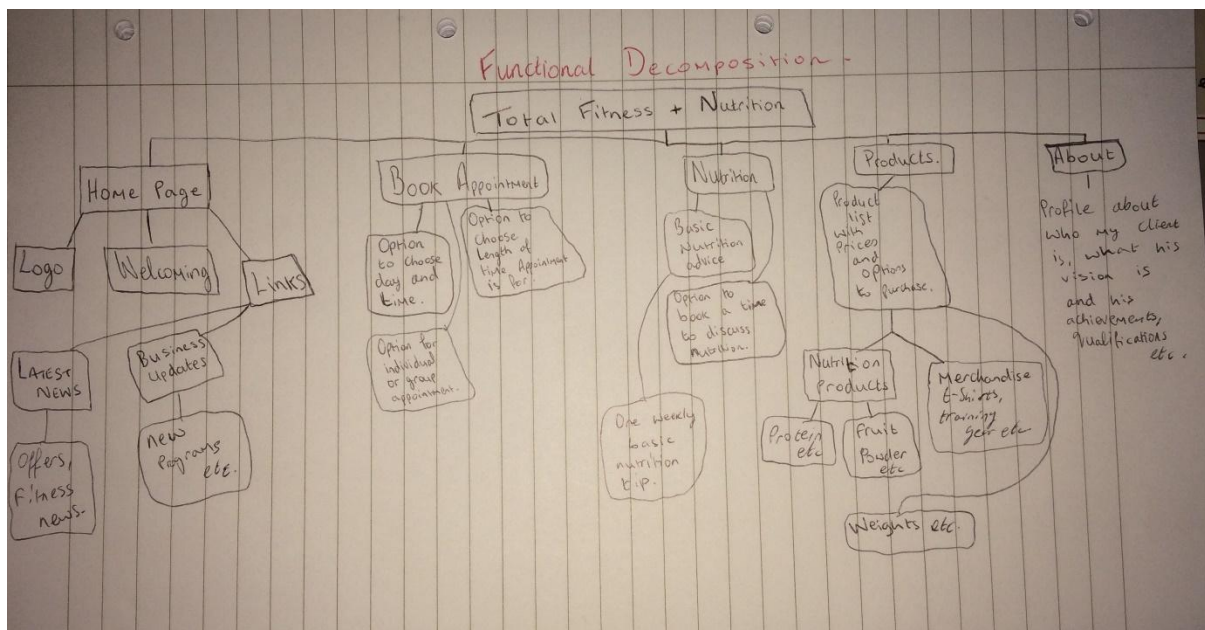 Functional Decomposition.
Total Fitness + Nutrition
Home Page
Logo
Welcoming
Links
LATEST
NEWS
Offers,
Fitness
news.
Business
updates
new
Programs
etc.
Book Appointment
Option
to choose
day and
time.
Option to
choose
Length of
time Appointment
is for.
Option for
individual
or group
appointment.
Nutrition
Basic
Nutrition
advice
Option to
book a time
to discuss
nutrition.
One weekly
basic
nutrition
tip.
Products.
Product
list
with
Prices
and
options
to purchase.
Nutrition
Products
Protein
etc
Fruit
Powder
etc
Merchandise
t-Shirts,
training
gear etc
Weights etc.
About
Profile about
who my client
is, what his
vision is
and his
achievements,
qualifications
etc.